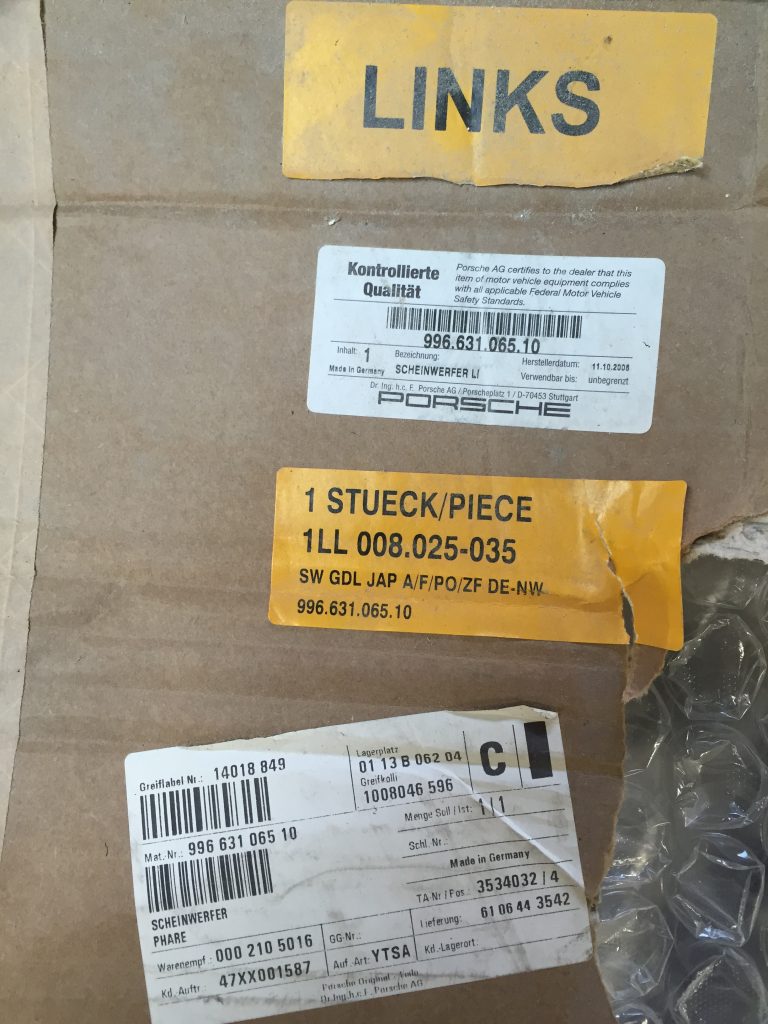 LINKS
Kontrollierte Qualität
Porsche AG certifies to the dealer that this
item of motor vehicle equipment complies
with all applicable Federal Motor Vehicle
Safety Standards.
996.631.065.10
Inhalt: 1 Bezeichnung: Herstellerdatum: 11.10.2006
Made in Germany SCHEINWERFER LI Verwendbar bis: unbegrenzt
Dr. Ing. h.c. F. Porsche AG / Porscheplatz 1 / D-70453 Stuttgart
PORSCHE
1 STUECK/PIECE
1LL 008.025-035
SW GDL JAP A/F/PO/ZF DE-NW
996.631.065.10
Greiflabel Nr.: 14018 849
Lagerplatz
01 13 B 062 04
Greifkolli
1008046 596
C
Mat.-Nr.: 996 631 065 10
Menge Soll / Ist: 1 / 1
Schl.Nr.:
Made in Germany
SCHEINWERFER
PHARE
TA-Nr / Pos.: 3534032 / 4
Warenempf.: 000 210 5016
GG-Nr.:
Lieferung: 61 06 44 3542
Kd.-Auftr.: 47XX001587
Auf.-Art: YTSA
Kd.-Lagerort:
Porsche Original
Dr.Ing.h.c.F. Porsche AG